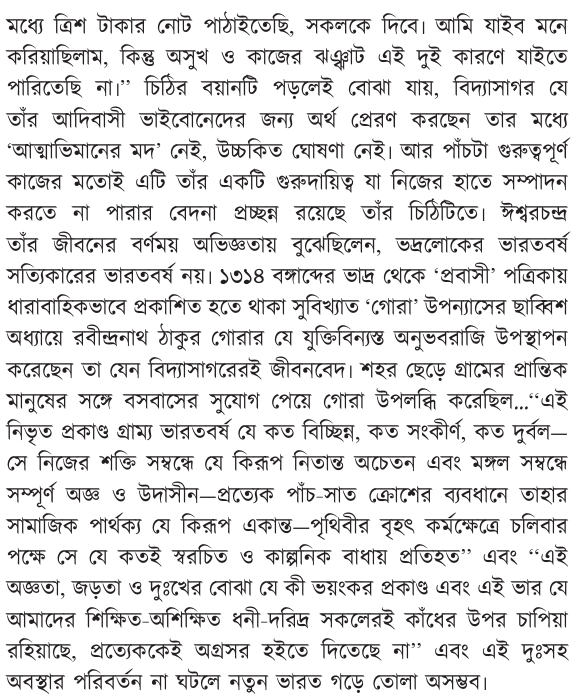 মধ্যে ত্রিশ টাকার নোট পাঠাইতেছি, সকলকে দিবে। আমি যাইব মনে
করিয়াছিলাম, কিন্তু অসুখ ও কাজের ঝঞ্ঝাট এই দুই কারণে যাইতে
পারিতেছি না।” চিঠির বয়ানটি পড়লেই বোঝা যায়, বিদ্যাসাগর যে
তাঁর আদিবাসী ভাইবোনেদের জন্য অর্থ প্রেরণ করছেন তার মধ্যে
‘আত্মাভিমানের মদ’ নেই, উচ্চকিত ঘোষণা নেই। আর পাঁচটা গুরুত্বপূর্ণ
কাজের মতোই এটি তাঁর একটি গুরুদায়িত্ব যা নিজের হাতে সম্পাদন
করতে না পারার বেদনা প্রচ্ছন্ন রয়েছে তাঁর চিঠিটিতে। ঈশ্বরচন্দ্র
তাঁর জীবনের বর্ণময় অভিজ্ঞতায় বুঝেছিলেন, ভদ্রলোকের ভারতবর্ষ
সত্যিকারের ভারতবর্ষ নয়। ১৩১৪ বঙ্গাব্দের ভাদ্র থেকে ‘প্রবাসী’ পত্রিকায়
ধারাবাহিকভাবে প্রকাশিত হতে থাকা সুবিখ্যাত ‘গোরা’ উপন্যাসের ছাব্বিশ
অধ্যায়ে রবীন্দ্রনাথ ঠাকুর গোরার যে যুক্তিবিন্যস্ত অনুভবরাজি উপস্থাপন
করেছেন তা যেন বিদ্যাসাগরেরই জীবনবেদ। শহর ছেড়ে গ্রামের প্রান্তিক
মানুষের সঙ্গে বসবাসের সুযোগ পেয়ে গোরা উপলব্ধি করেছিল...“এই
নিভৃত প্রকাণ্ড গ্রাম্য ভারতবর্ষ যে কত বিচ্ছিন্ন, কত সংকীর্ণ, কত দুর্বল—
সে নিজের শক্তি সম্বন্ধে যে কিরূপ নিতান্ত অচেতন এবং মঙ্গল সম্বন্ধে
সম্পূর্ণ অজ্ঞ ও উদাসীন—প্রত্যেক পাঁচ-সাত ক্রোশের ব্যবধানে তাহার
সামাজিক পার্থক্য যে কিরূপ একান্ত—পৃথিবীর বৃহৎ কর্মক্ষেত্রে চলিবার
পক্ষে সে যে কতই স্বরচিত ও কাল্পনিক বাধায় প্রতিহত” এবং “এই
অজ্ঞতা, জড়তা ও দুঃখের বোঝা যে কী ভয়ংকর প্রকাণ্ড এবং এই ভার যে
আমাদের শিক্ষিত-অশিক্ষিত ধনী-দরিদ্র সকলেরই কাঁধের উপর চাপিয়া
রহিয়াছে, প্রত্যেককেই অগ্রসর হইতে দিতেছে না” এবং এই দুঃসহ
অবস্থার পরিবর্তন না ঘটলে নতুন ভারত গড়ে তোলা অসম্ভব।